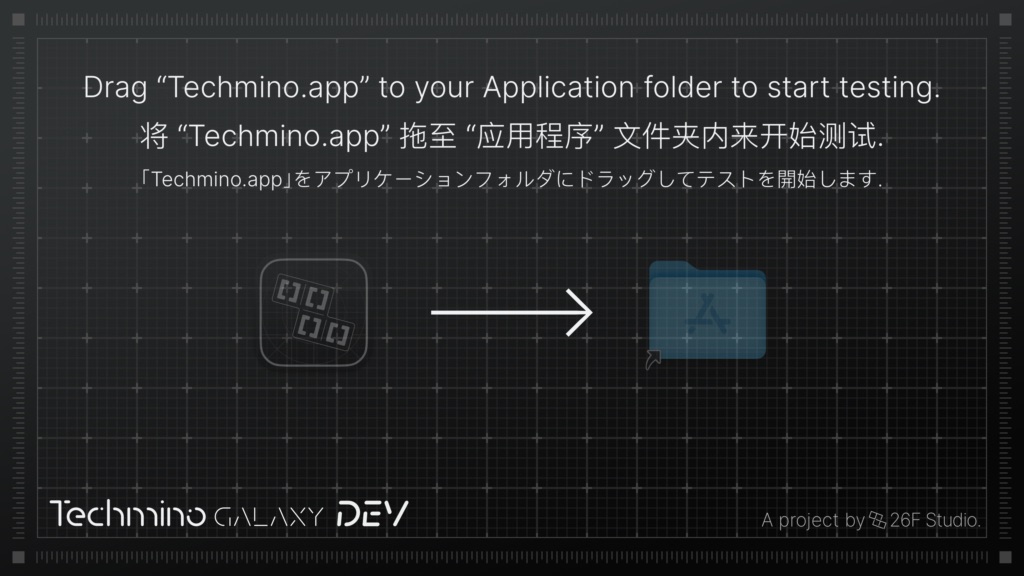 Drag “Techmino.app” to your Application folder to start testing.
将 “Techmino.app” 拖至 “应用程序” 文件夹内来开始测试.
「Techmino.app」をアプリケーションフォルダにドラッグしてテストを開始します.
Techmino GALAXY DEV
A project by 26F Studio.